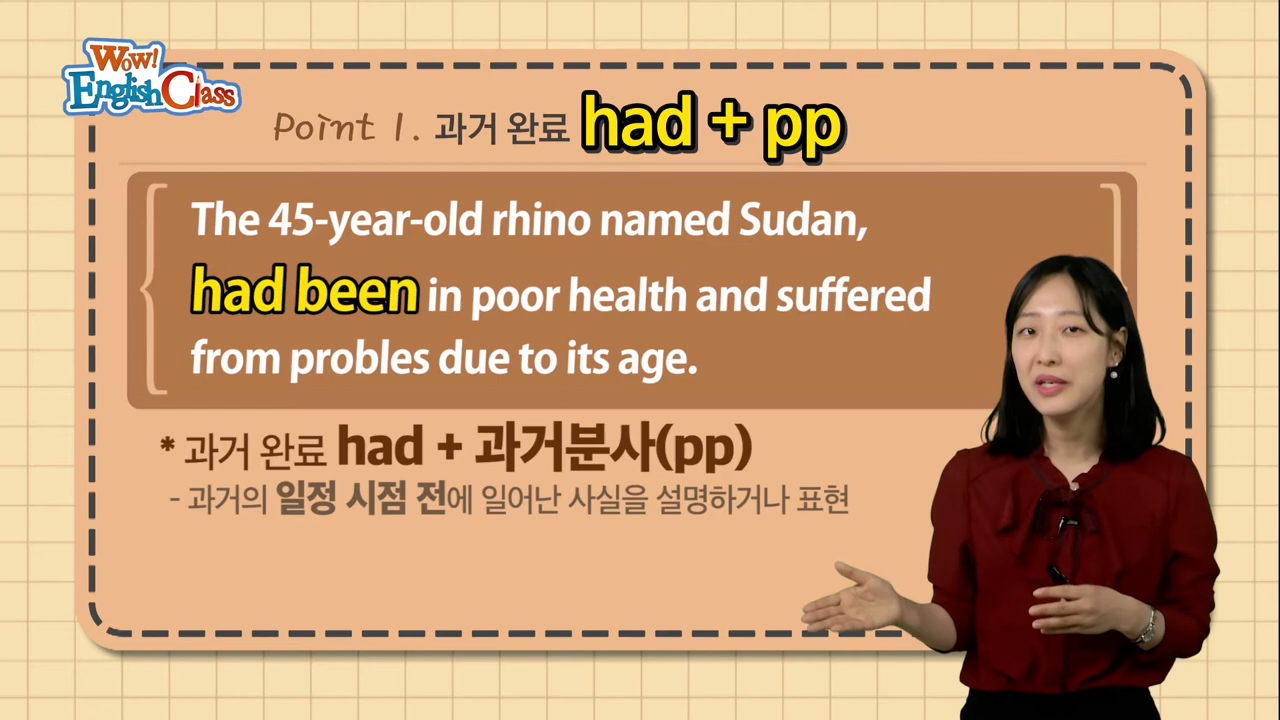 Wow!
English Class
Point 1. 과거 완료 had + pp
The 45-year-old rhino named Sudan,
had been in poor health and suffered
from probles due to its age.
* 과거 완료 had + 과거분사(pp)
- 과거의 일정 시점 전에 일어난 사실을 설명하거나 표현